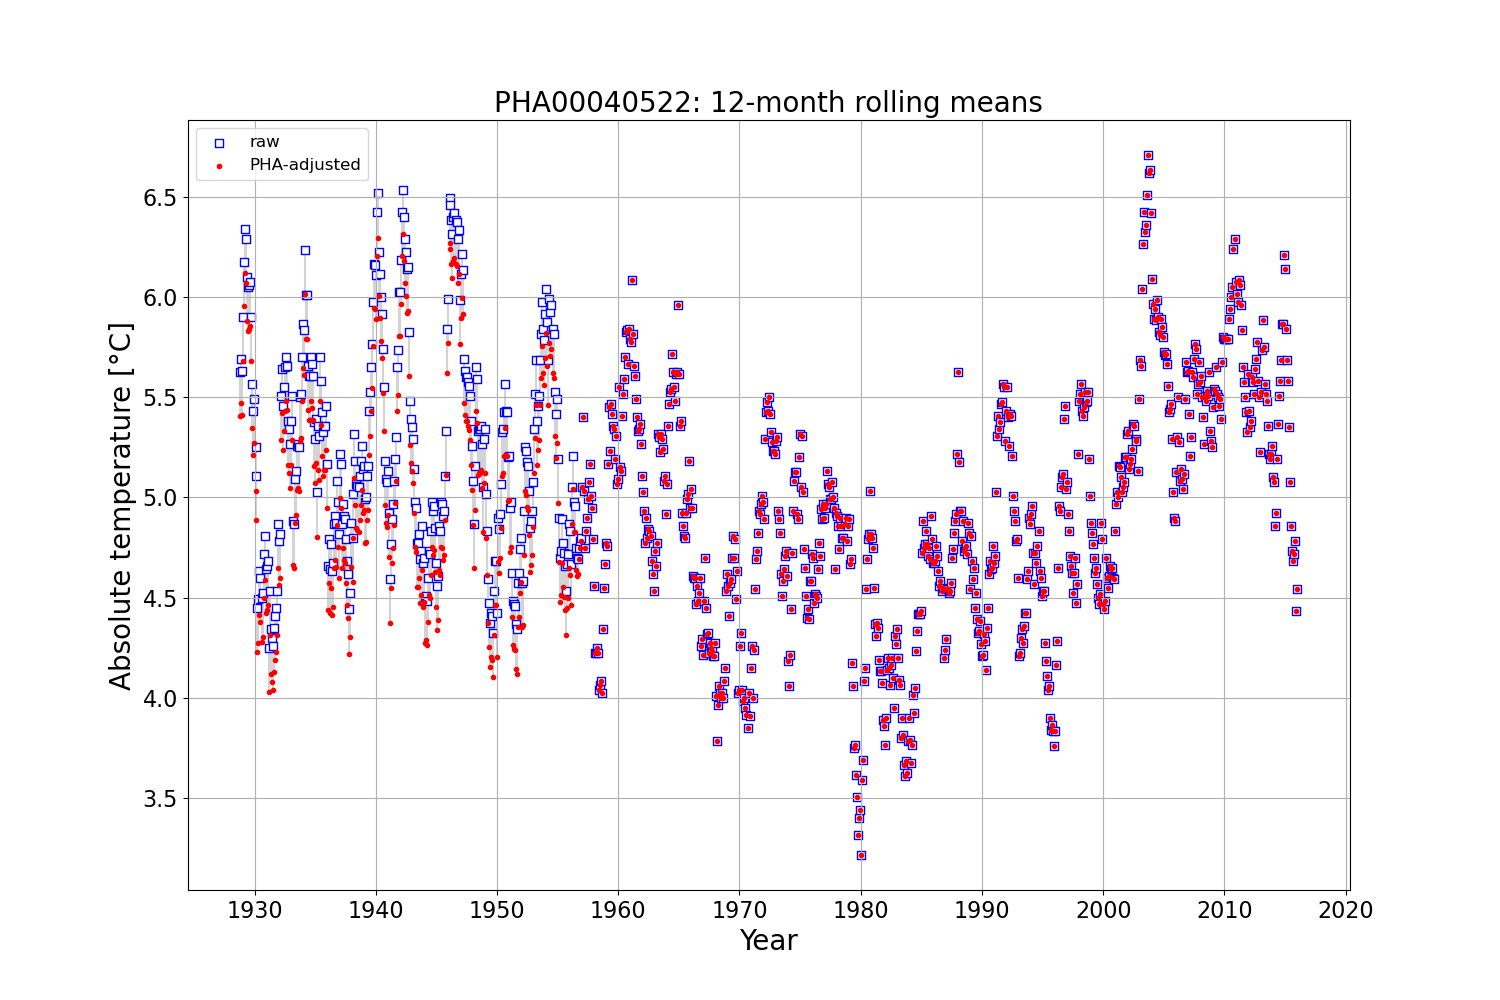 PHA00040522: 12-month rolling means
raw
PHA-adjusted
Absolute temperature [°C]
6.5
6.0
5.5
5.0
4.5
4.0
3.5
1930 1940 1950 1960 1970 1980 1990 2000 2010 2020
Year